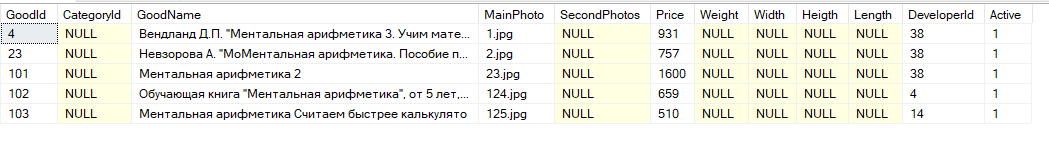 GoodId CategoryId GoodName MainPhoto SecondPhotos Price Weight Width Heigth Length DeveloperId Active
4 NULL Вендланд Д.П. "Ментальная арифметика 3. Учим мате... 1.jpg NULL 931 NULL NULL NULL NULL 38 1
23 NULL Невзорова А. "МоМентальная арифметика. Пособие п... 2.jpg NULL 757 NULL NULL NULL NULL 38 1
101 NULL Ментальная арифметика 2 23.jpg NULL 1600 NULL NULL NULL NULL 38 1
102 NULL Обучающая книга "Ментальная арифметика", от 5 лет,... 124.jpg NULL 659 NULL NULL NULL NULL 4 1
103 NULL Ментальная арифметика Считаем быстрее калькулято 125.jpg NULL 510 NULL NULL NULL NULL 14 1